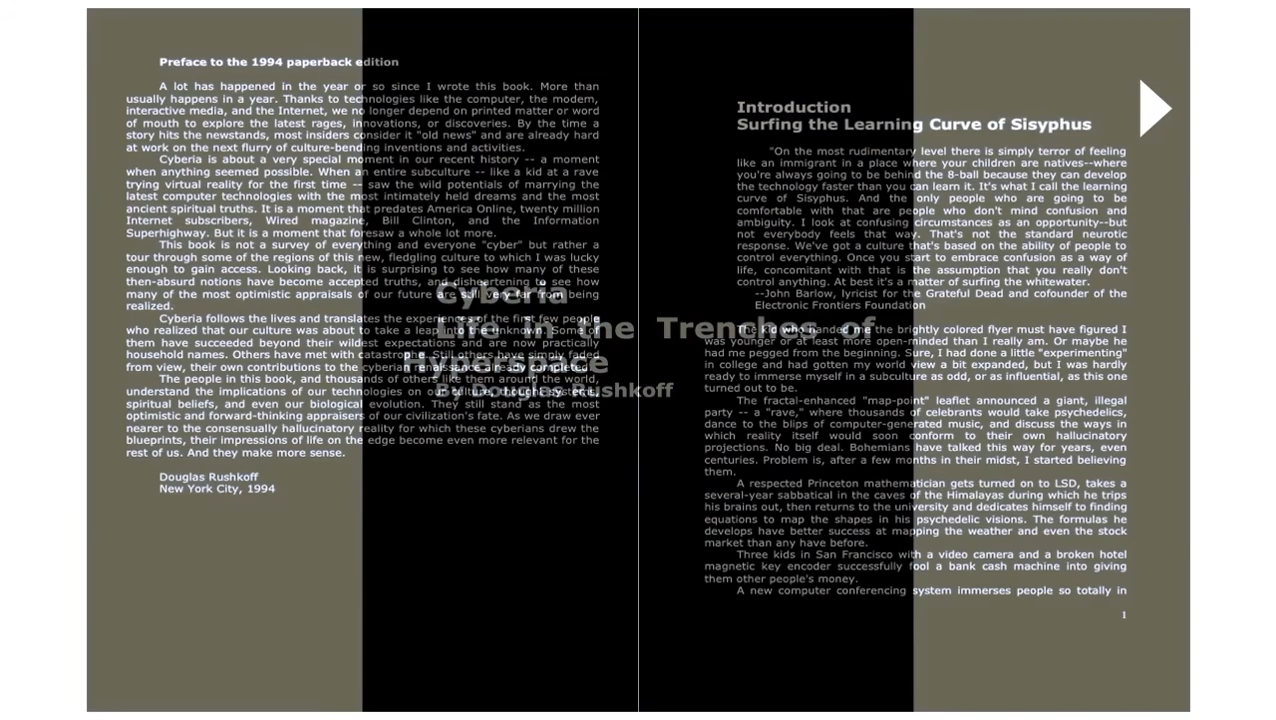 Preface to the 1994 paperback edition
A lot has happened in the year or so since I wrote this book. More than
usually happens in a year. Thanks to technologies like the computer, the modem,
interactive media, and the Internet, we no longer depend on printed matter or word
of mouth to explore the latest rages, innovations, or discoveries. By the time a
story hits the newstands, most insiders consider it "old news" and are already hard
at work on the next flurry of culture-bending inventions and activities.
Cyberia is about a very special moment in our recent history -- a moment
when anything seemed possible. When an entire subculture -- like a kid at a rave
trying virtual reality for the first time -- saw the wild potentials of marrying the
latest computer technologies with the most intimately held dreams and the most
ancient spiritual truths. It is a moment that predates America Online, twenty million
Internet subscribers, Wired magazine, Bill Clinton, and the Information
Superhighway. But it is a moment that foresaw a whole lot more.
This book is not a survey of everything and everyone "cyber" but rather a
tour through some of the regions of this new, fledgling culture to which I was lucky
enough to gain access. Looking back, it is surprising to see how many of these
then-absurd notions have become accepted truths, and disheartening to see how
many of the most optimistic appraisals of our future are still very far from being
realized.
Cyberia follows the lives and translates the experiences of the first few people
who realized that our culture was about to take a leap into the unknown. Some of
them have succeeded beyond their wildest expectations and are now practically
household names. Others have met with catastrophe. Still others have simply faded
from view, their own contributions to the cyberian renaissance already completed.
The people in this book, and thousands of others like them around the world,
understand the implications of our technologies on our culture, thought systems,
spiritual beliefs, and even our biological evolution. They still stand as the most
optimistic and forward-thinking appraisers of our civilization's fate. As we draw ever
nearer to the consensually hallucinatory reality for which these cyberians drew the
blueprints, their impressions of life on the edge become even more relevant for the
rest of us. And they make more sense.
Douglas Rushkoff
New York City, 1994
Cyberia
Life in the Trenches of
Hyperspace
By Douglas Rushkoff
Introduction
Surfing the Learning Curve of Sisyphus
"On the most rudimentary level there is simply terror of feeling
like an immigrant in a place where your children are natives--where
you're always going to be behind the 8-ball because they can develop
the technology faster than you can learn it. It's what I call the learning
curve of Sisyphus. And the only people who are going to be
comfortable with that are people who don't mind confusion and
ambiguity. I look at confusing circumstances as an opportunity--but
not everybody feels that way. That's not the standard neurotic
response. We've got a culture that's based on the ability of people to
control everything. Once you start to embrace confusion as a way of
life, concomitant with that is the assumption that you really don't
control anything. At best it's a matter of surfing the whitewater."
--John Barlow, lyricist for the Grateful Dead and cofounder of the
Electronic Frontiers Foundation
The kid who handed me the brightly colored flyer must have figured I
was younger or at least more open-minded than I really am. Or maybe he
had me pegged from the beginning. Sure, I had done a little "experimenting"
in college and had gotten my world view a bit expanded, but I was hardly
ready to immerse myself in a subculture as odd, or as influential, as this one
turned out to be.
The fractal-enhanced "map-point" leaflet announced a giant, illegal
party -- a "rave," where thousands of celebrants would take psychedelics,
dance to the blips of computer-generated music, and discuss the ways in
which reality itself would soon conform to their own hallucinatory
projections. No big deal. Bohemians have talked this way for years, even
centuries. Problem is, after a few months in their midst, I started believing
them.
A respected Princeton mathematician gets turned on to LSD, takes a
several-year sabbatical in the caves of the Himalayas during which he trips
his brains out, then returns to the university and dedicates himself to finding
equations to map the shapes in his psychedelic visions. The formulas he
develops have better success at mapping the weather and even the stock
market than any have before.
Three kids in San Francisco with a video camera and a broken hotel
magnetic key encoder successfully fool a bank cash machine into giving
them other people's money.
A new computer conferencing system immerses people so totally in
1